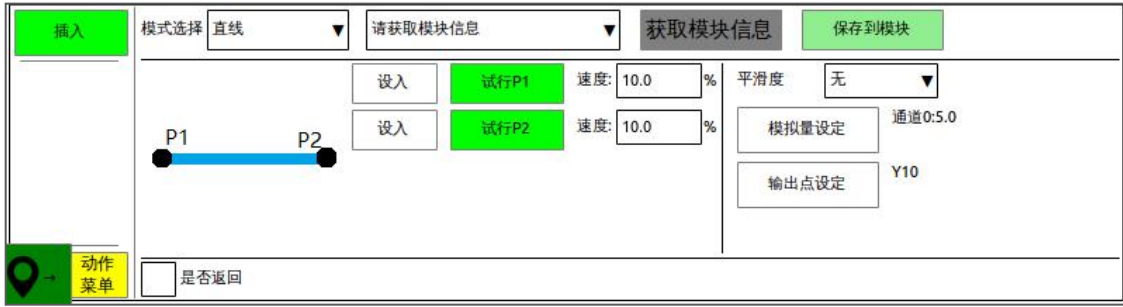 插入
模式选择 直线 ▼ 请获取模块信息 ▼ 获取模块信息 保存到模块
设入 试行P1 速度: 10.0 % 平滑度 无 ▼
P1 P2 设入 试行P2 速度: 10.0 % 模拟量设定 通道0:5.0
输出点设定 Y10
→ 动作
菜单
是否返回